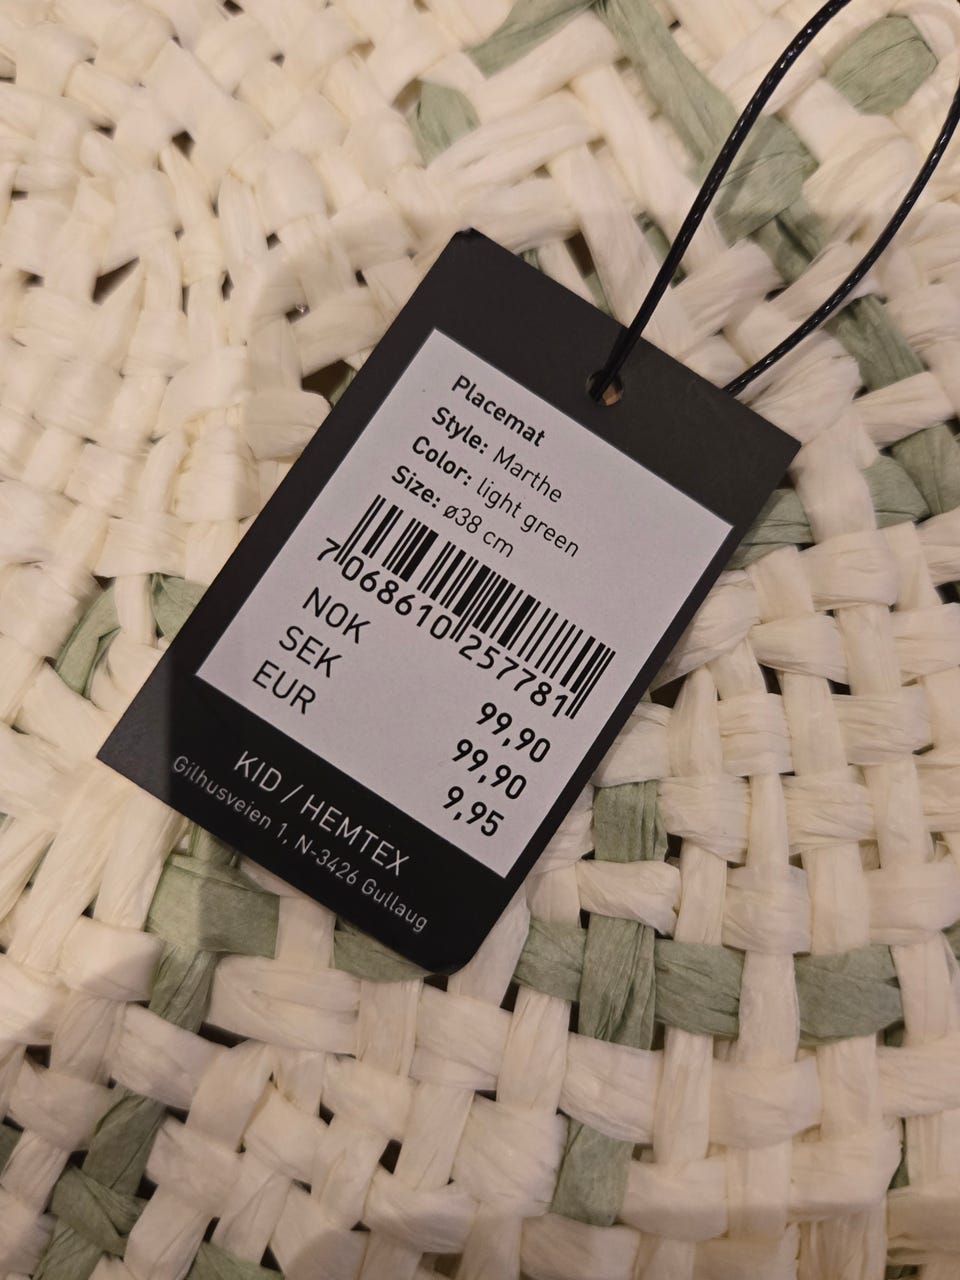 Placemat
Style: Marthe
Color: light green
Size: ø38 cm
7068610257781
NOK 99,90
SEK 99,90
EUR 9,95
KID / HEMTEX
Gilhusveien 1, N-3426 Gullaug